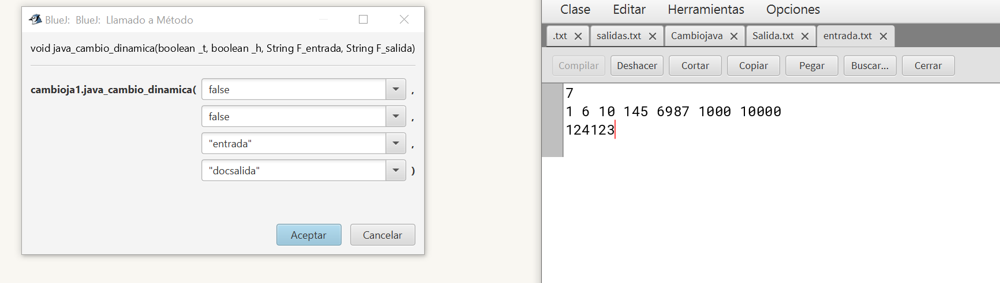 BlueJ: BlueJ: Llamado a Método
void java_cambio_dinamica(boolean _t, boolean _h, String F_entrada, String F_salida)
cambioja1.java_cambio_dinamica( false ,
false ,
"entrada" ,
"docsalida" )
Aceptar Cancelar
Clase Editar Herramientas Opciones
.txt salidas.txt Cambiojava Salida.txt entrada.txt
Compilar Deshacer Cortar Copiar Pegar Buscar... Cerrar
7
1 6 10 145 6987 1000 10000
124123